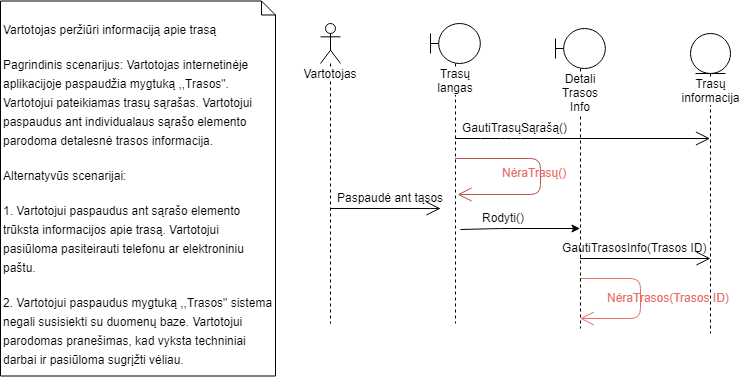 Vartotojas peržiūri informaciją apie trasą
Pagrindinis scenarijus: Vartotojas internetinėje
aplikacijoje paspaudžia mygtuką ,,Trasos".
Vartotojui pateikiamas trasų sąrašas. Vartotojui
paspaudus ant individualaus sąrašo elemento
parodoma detalesnė trasos informacija.
Alternatyvūs scenarijai:
1. Vartotojui paspaudus ant sąrašo elemento
trūksta informacijos apie trasą. Vartotojui
pasiūloma pasiteirauti telefonu ar elektroniniu
paštu.
2. Vartotojui paspaudus mygtuką ,,Trasos" sistema
negali susisiekti su duomenų baze. Vartotojui
parodomas pranešimas, kad vyksta techniniai
darbai ir pasiūloma sugrįžti vėliau.
Vartotojas
Trasų
langas
Detali
Trasos
Info
Trasų
informacija
GautiTrasųSąrašą()
NėraTrasų()
Paspaudė ant tąsos
Rodyti()
GautiTrasosInfo(Trasos ID)
NėraTrasos(Trasos ID)